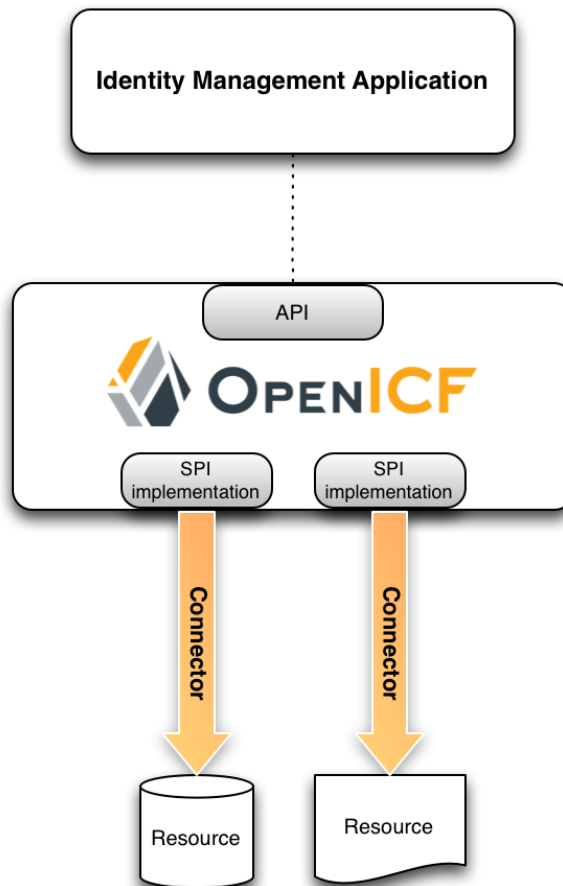 Identity Management Application
API
OPENICF
SPI
implementation
SPI
implementation
Connector
Connector
Resource
Resource